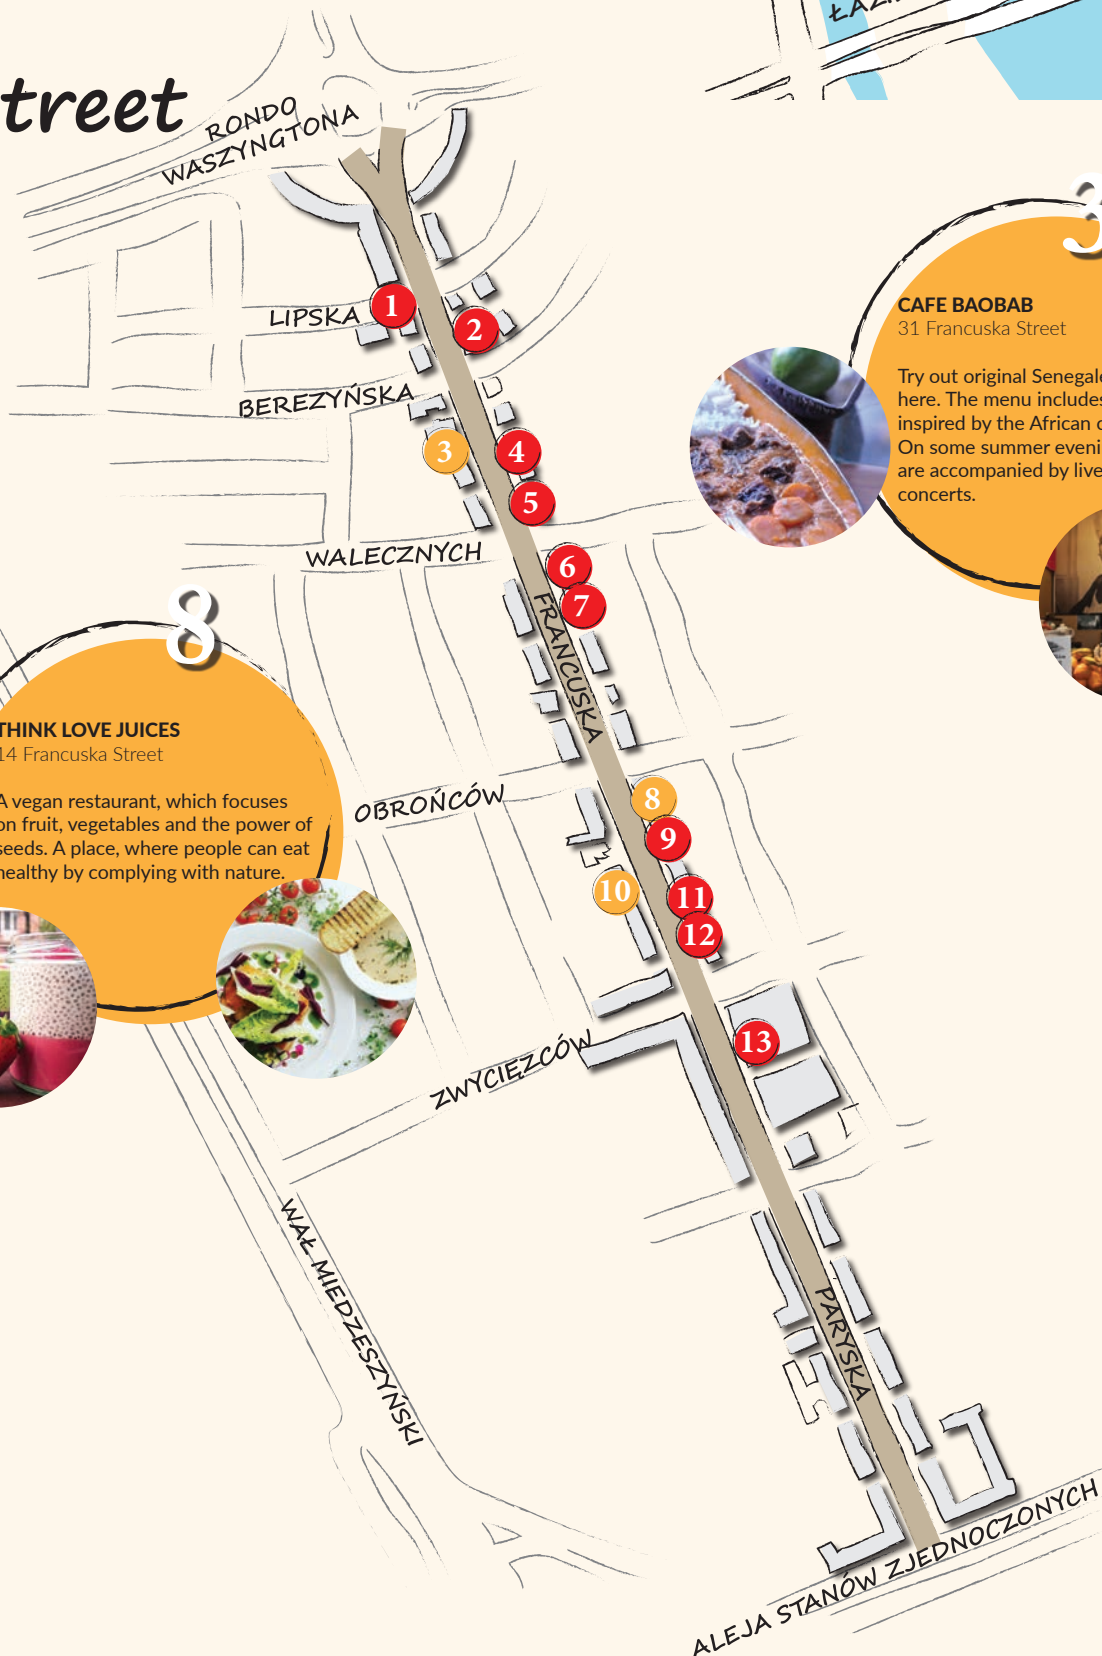 treet
ŁAZI
RONDO
WASZYNGTONA
3
CAFE BAOBAB
31 Francuska Street
Try out original Senegale
here. The menu includes
inspired by the African c
On some summer eveni
are accompanied by live
concerts.
1
LIPSKA
2
BEREZYŃSKA
3
4
5
WALECZNYCH
6
7
FRANCUSKA
8
THINK LOVE JUICES
14 Francuska Street
A vegan restaurant, which focuses
on fruit, vegetables and the power of
seeds. A place, where people can eat
healthy by complying with nature.
OBROŃCÓW
8
9
10
11
12
13
ZWYCIĘZCÓW
WAŁ MIEDZESZYŃSKI
PARYSKA
ALEJA STANÓW ZJEDNOCZONYCH